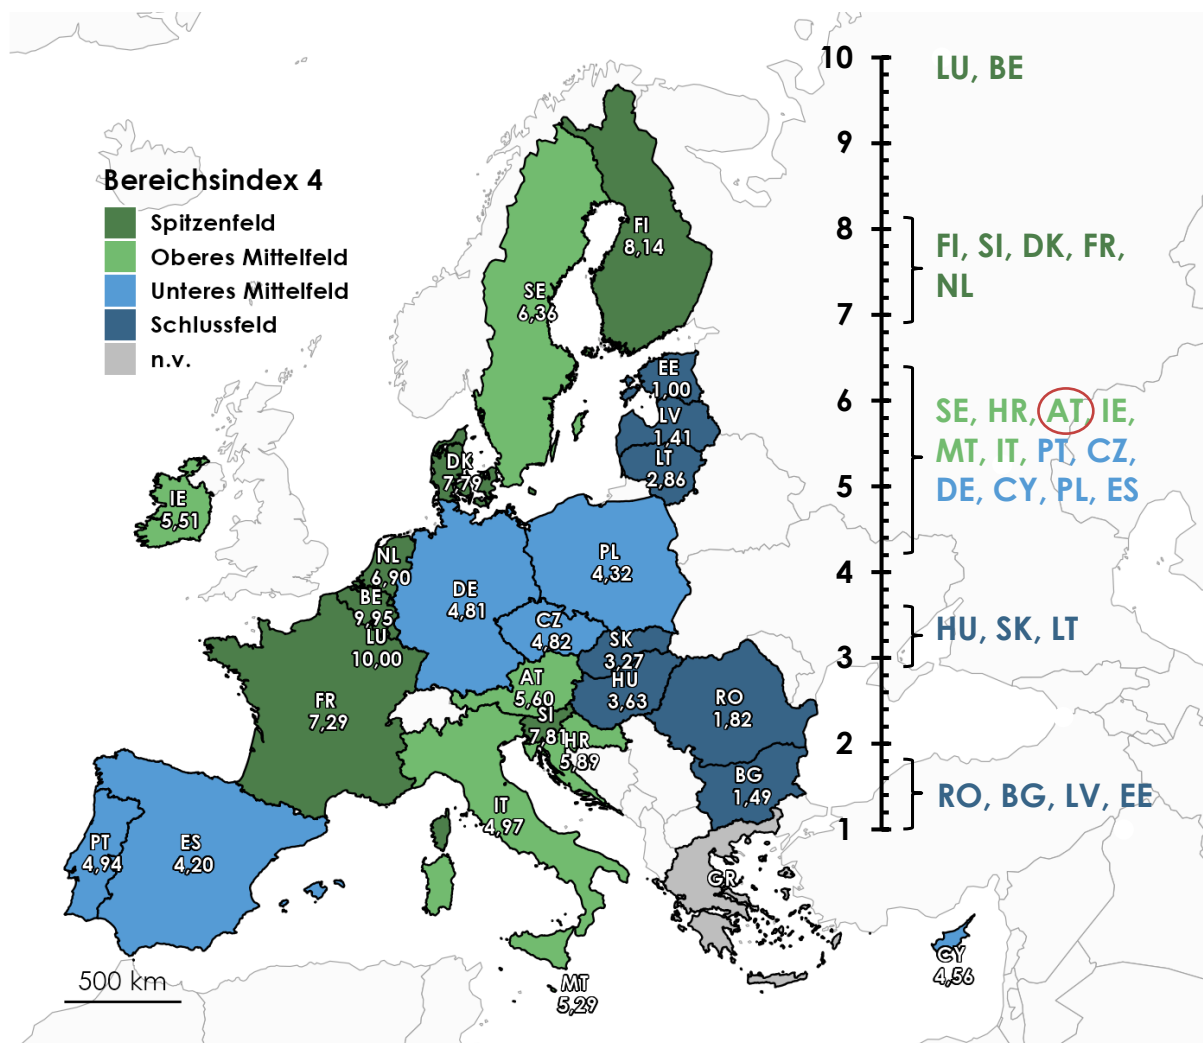 Bereichsindex 4
Spitzenfeld
Oberes Mittelfeld
Unteres Mittelfeld
Schlussfeld
n.v.
FI
8,14
SE
6,36
EE
1,00
LV
1,41
LT
2,86
DK
7,79
IE
5,51
NL
6,90
BE
9,95
LU
10,00
DE
4,81
PL
4,32
CZ
4,82
SK
3,27
HU
3,63
AT
5,60
SI
7,81
HR
5,89
FR
7,29
RO
1,82
BG
1,49
IT
4,97
PT
4,94
ES
4,20
GR
MT
5,29
CY
4,56
500 km
10
9
8
7
6
5
4
3
2
1
LU, BE
FI, SI, DK, FR,
NL
SE, HR, AT, IE,
MT, IT, PT, CZ,
DE, CY, PL, ES
HU, SK, LT
RO, BG, LV, EE